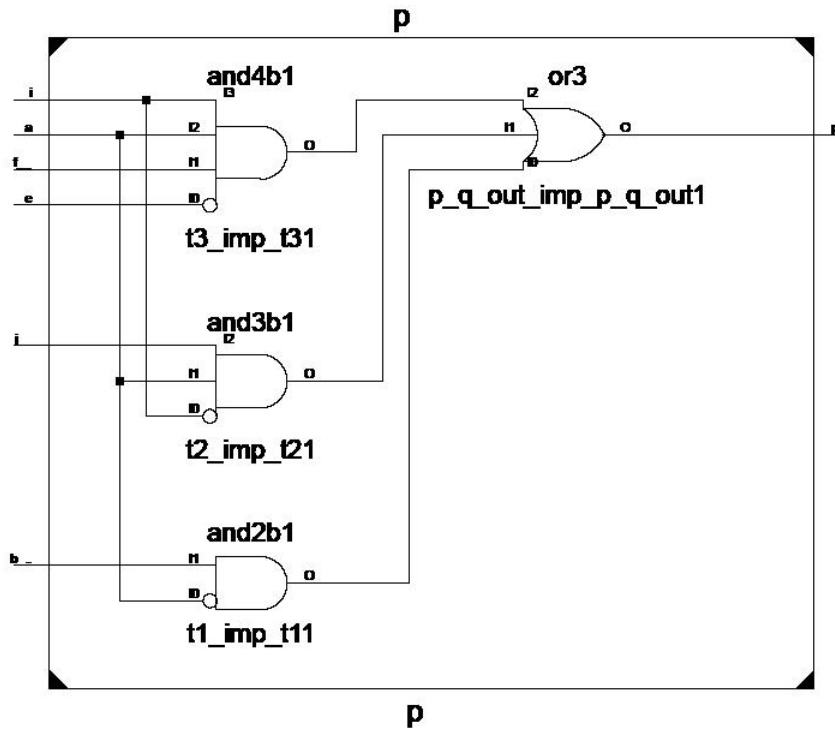 p
and4b1
or3
i
I3
I2
a
I2
I1
O
f_
I1
O
e
I0
I0
p_q_out_imp_p_q_out1
t3_imp_t31
and3b1
j
I2
I1
O
I0
t2_imp_t21
and2b1
b_
I1
O
I0
t1_imp_t11
p